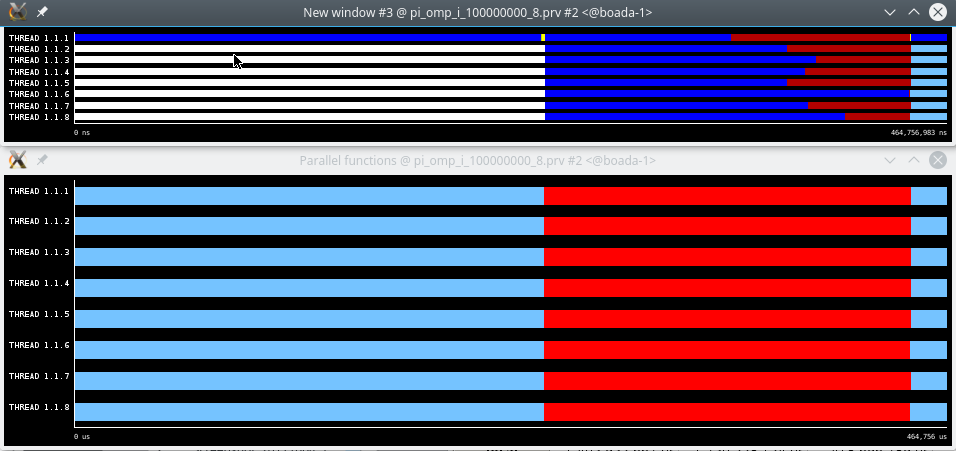 New window #3 @ pi_omp_i_100000000_8.prv #2 <@boada-1>
THREAD 1.1.1
THREAD 1.1.2
THREAD 1.1.3
THREAD 1.1.4
THREAD 1.1.5
THREAD 1.1.6
THREAD 1.1.7
THREAD 1.1.8
0 ns 464,756,983 ns
Parallel functions @ pi_omp_i_100000000_8.prv #2 <@boada-1>
THREAD 1.1.1
THREAD 1.1.2
THREAD 1.1.3
THREAD 1.1.4
THREAD 1.1.5
THREAD 1.1.6
THREAD 1.1.7
THREAD 1.1.8
0 us 464,756 us